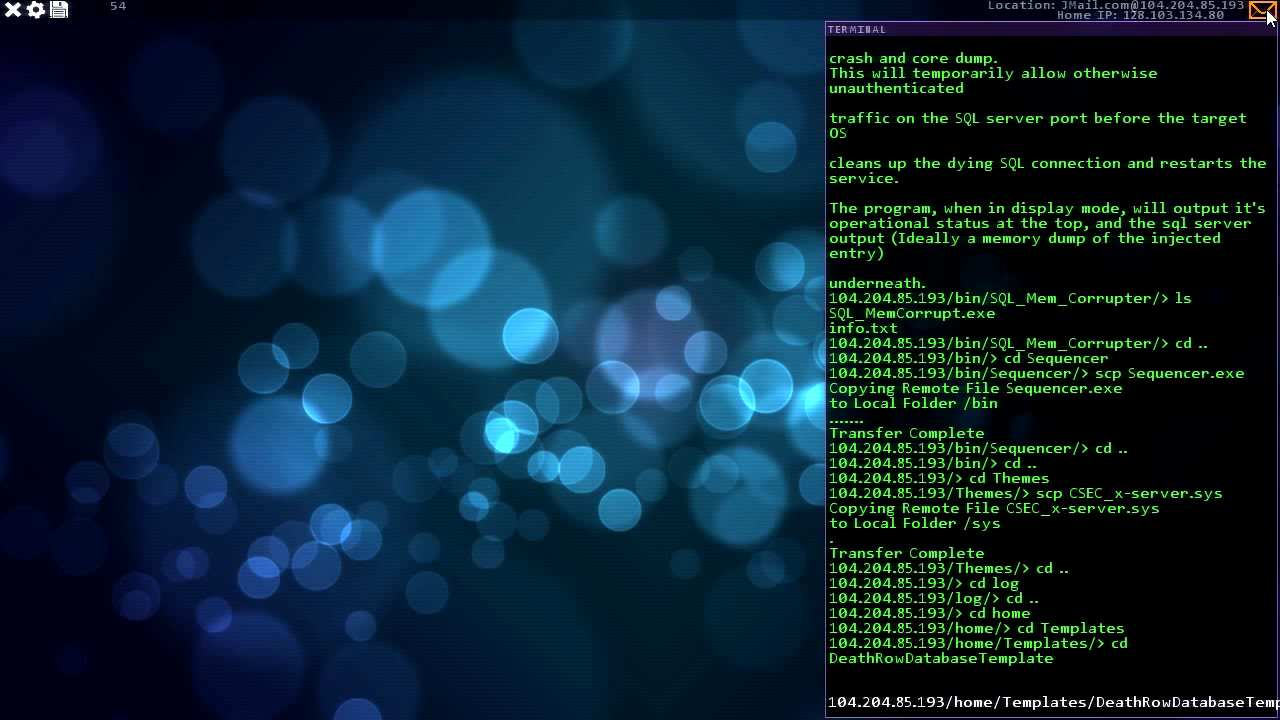 54
Location: JMail.com@104.204.85.193
Home IP: 128.103.134.80
TERMINAL
crash and core dump.
This will temporarily allow otherwise
unauthenticated
traffic on the SQL server port before the target
OS
cleans up the dying SQL connection and restarts the
service.
The program, when in display mode, will output it's
operational status at the top, and the sql server
output (Ideally a memory dump of the injected
entry)
underneath.
104.204.85.193/bin/SQL_Mem_Corrupter/> ls
SQL_MemCorrupt.exe
info.txt
104.204.85.193/bin/SQL_Mem_Corrupter/> cd ..
104.204.85.193/bin/> cd Sequencer
104.204.85.193/bin/Sequencer/> scp Sequencer.exe
Copying Remote File Sequencer.exe
to Local Folder /bin
.......
Transfer Complete
104.204.85.193/bin/Sequencer/> cd ..
104.204.85.193/bin/> cd ..
104.204.85.193/> cd Themes
104.204.85.193/Themes/> scp CSEC_x-server.sys
Copying Remote File CSEC_x-server.sys
to Local Folder /sys
.
Transfer Complete
104.204.85.193/Themes/> cd ..
104.204.85.193/> cd log
104.204.85.193/log/> cd ..
104.204.85.193/> cd home
104.204.85.193/home/> cd Templates
104.204.85.193/home/Templates/> cd
DeathRowDatabaseTemplate
104.204.85.193/home/Templates/DeathRowDatabaseTemp